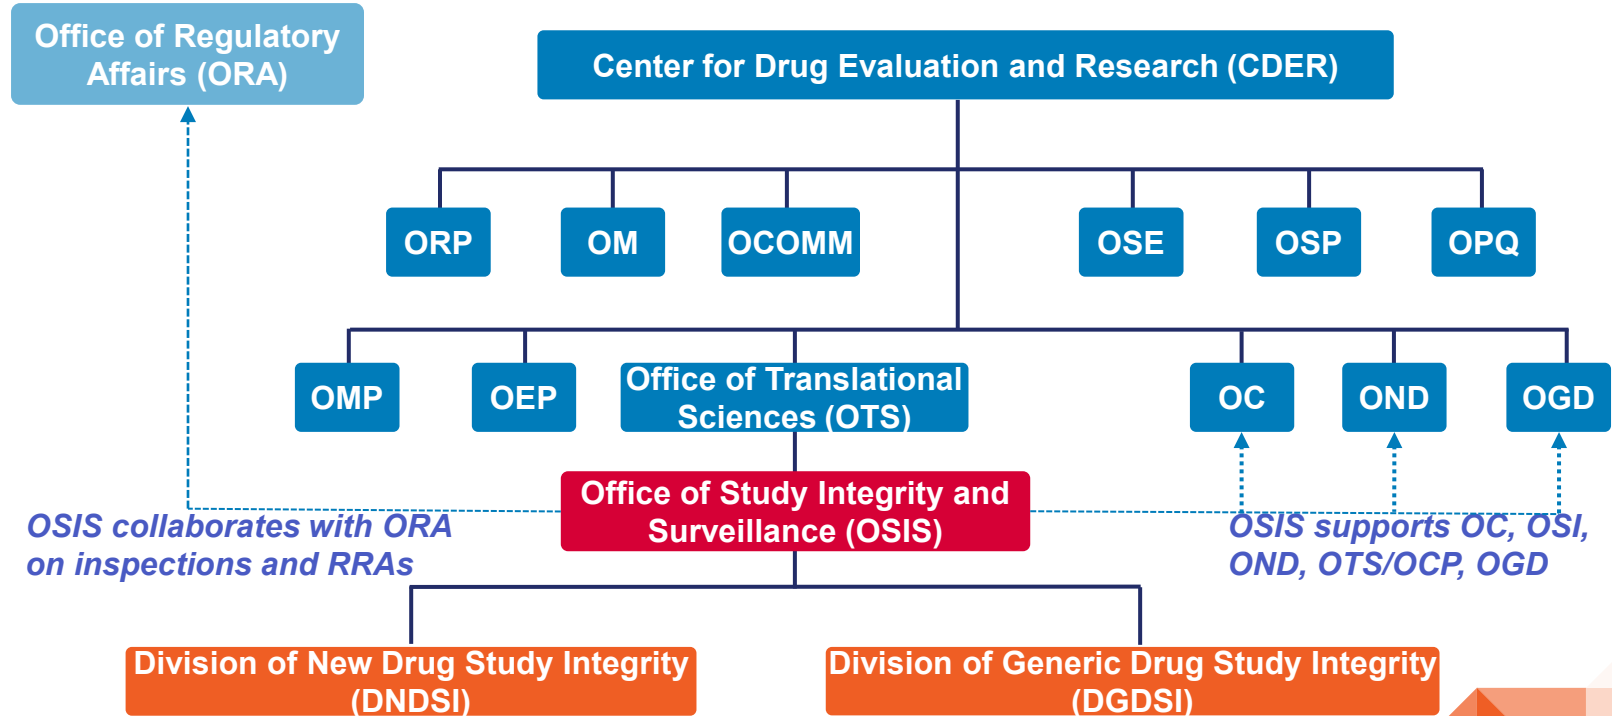 Office of Regulatory
Affairs (ORA)
Center for Drug Evaluation and Research (CDER)
ORP
OM
OCOMM
OSE
OSP
OPQ
OMP
OEP
Office of Translational
Sciences (OTS)
OC
OND
OGD
Office of Study Integrity and
Surveillance (OSIS)
OSIS collaborates with ORA
on inspections and RRAs
OSIS supports OC, OSI,
OND, OTS/OCP, OGD
Division of New Drug Study Integrity
(DNDSI)
Division of Generic Drug Study Integrity
(DGDSI)